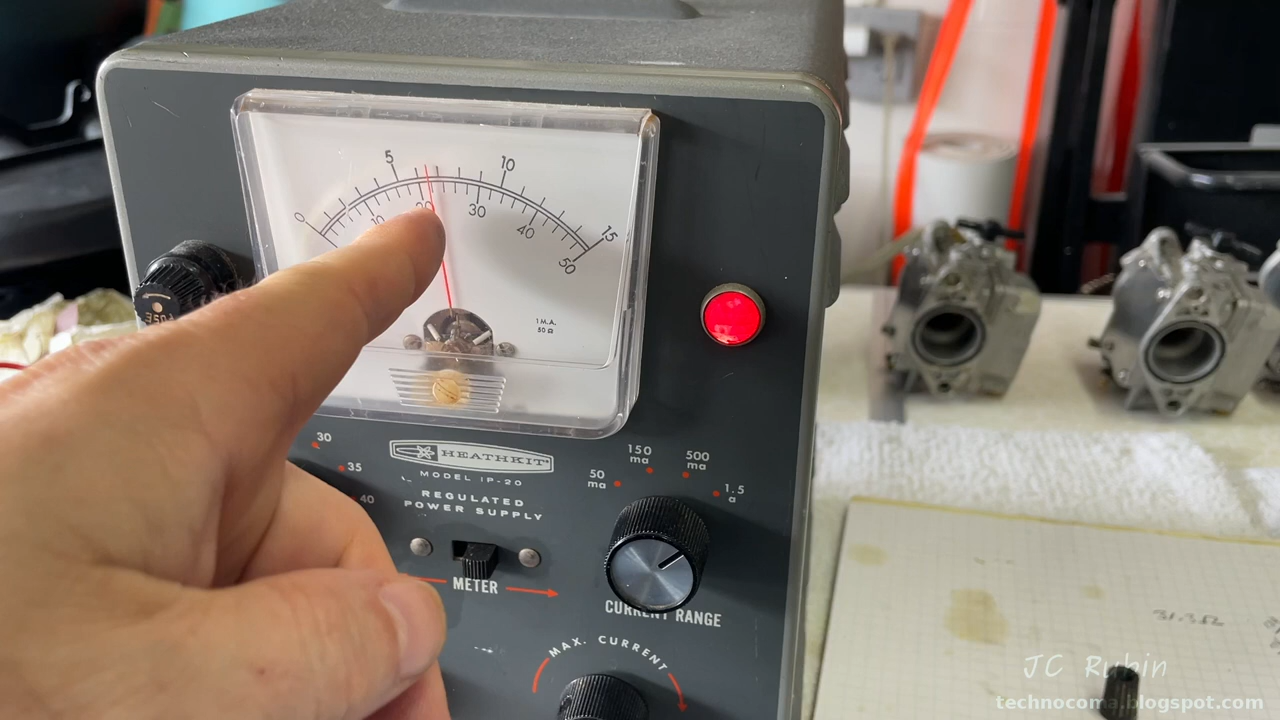 5
10
0
15
20
30
40
50
1 M.A.
50 Ω
30
35
40
HEATHKIT
MODEL IP-20
REGULATED
POWER SUPPLY
METER
50
ma
150
ma
500
ma
1.5
a
CURRENT RANGE
MAX. CURRENT
31.3Ω
JC Rubin
technocoma.blogspot.com